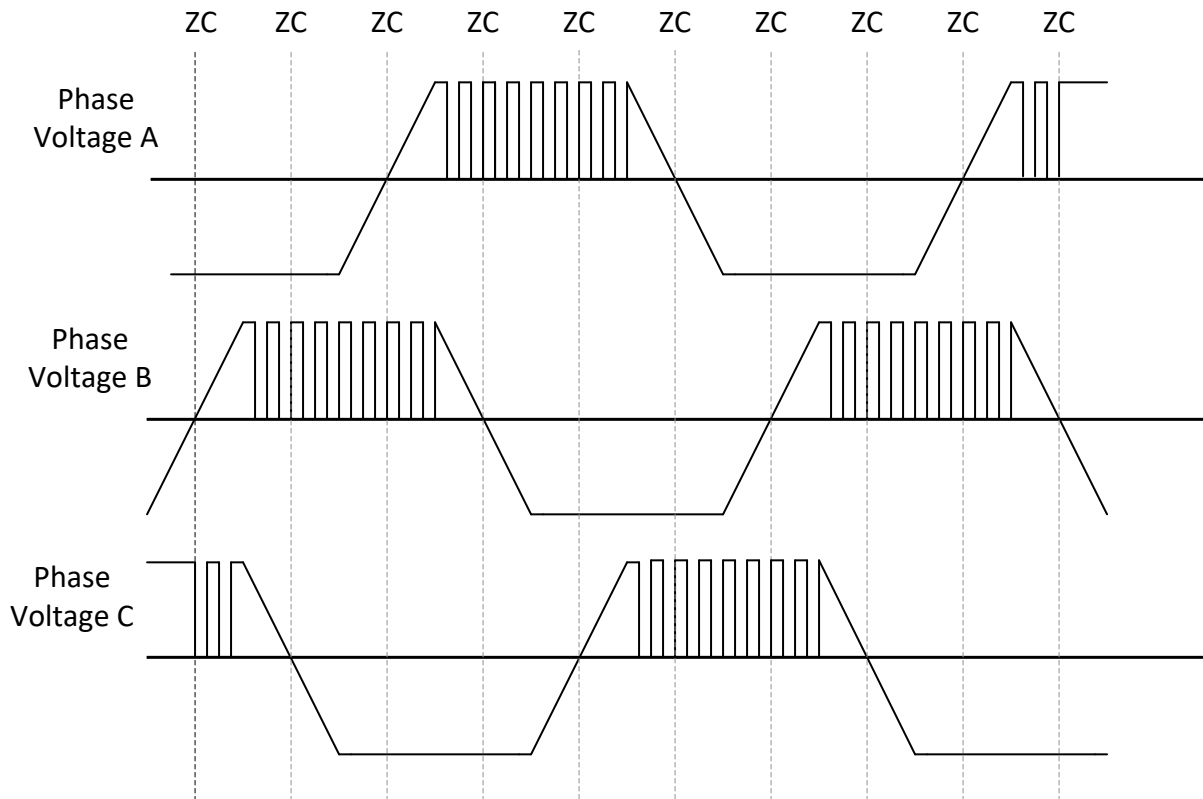 ZC ZC ZC ZC ZC ZC ZC ZC ZC ZC
Phase
Voltage A
Phase
Voltage B
Phase
Voltage C